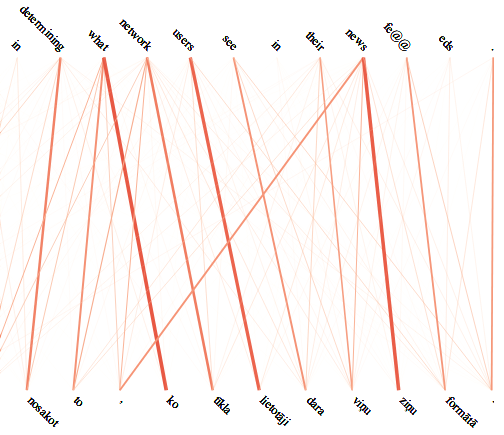 in determining what network users see in their news fe@@ eds .
nosakot to , ko tīkla lietotāji dara viņu ziņu formātā .